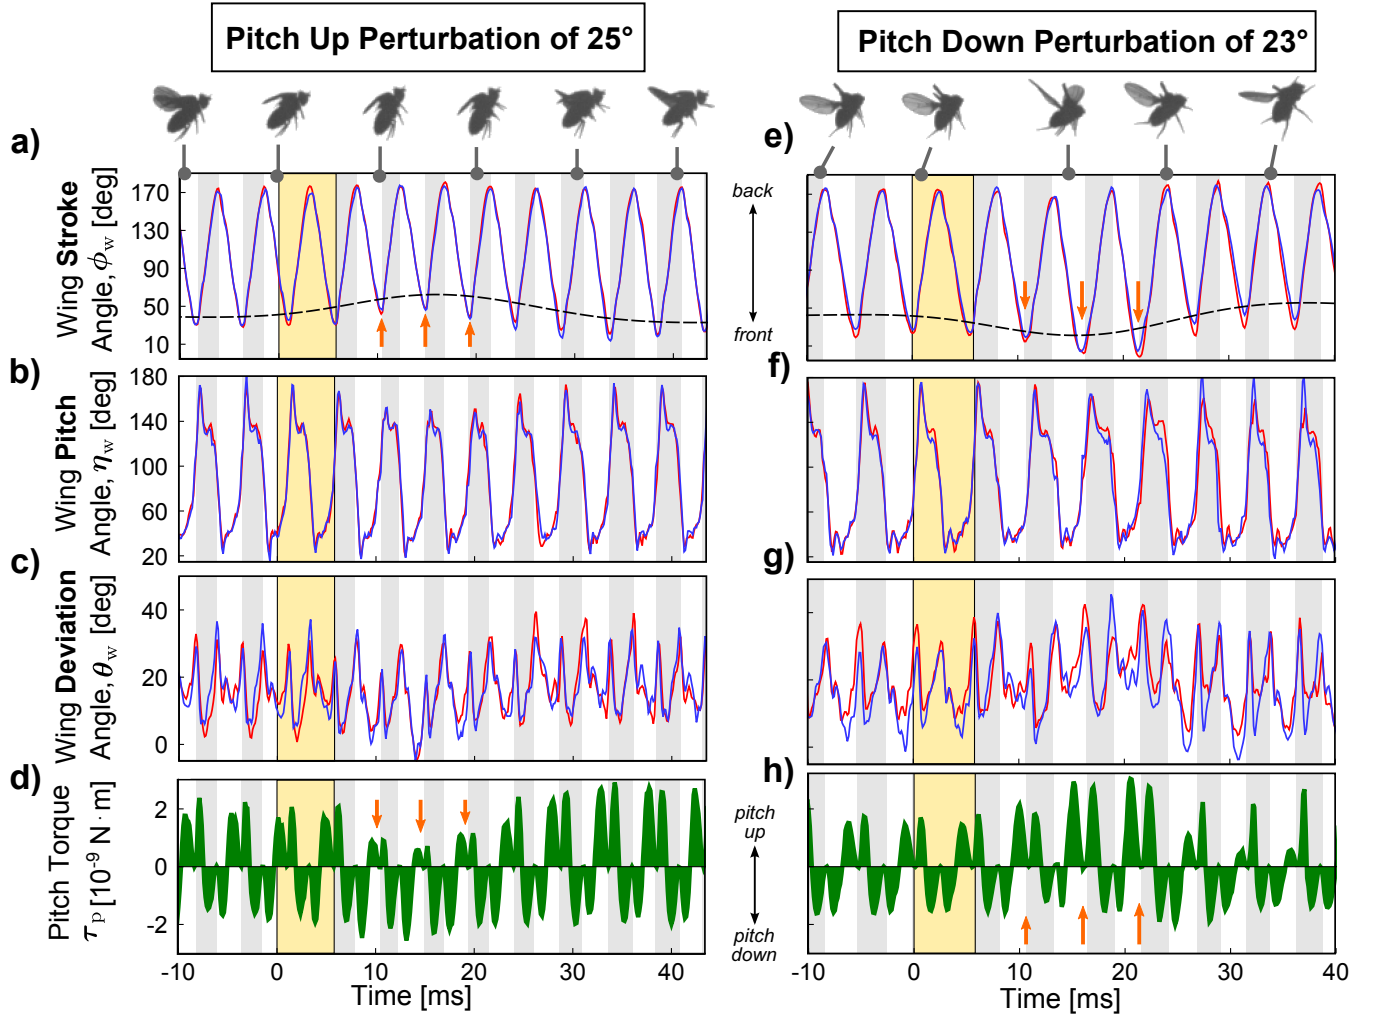 Pitch Up Perturbation of 25°
Pitch Down Perturbation of 23°
a)
Wing Stroke
Angle, ϕw [deg]
170
130
90
50
10
e)
back
front
b)
Wing Pitch
Angle, ηw [deg]
180
140
100
60
20
f)
c)
Wing Deviation
Angle, θw [deg]
40
20
0
g)
d)
Pitch Torque
τp [10-9 N · m]
2
0
-2
h)
pitch
up
pitch
down
-10
0
10
20
30
40
Time [ms]
-10
0
10
20
30
40
Time [ms]